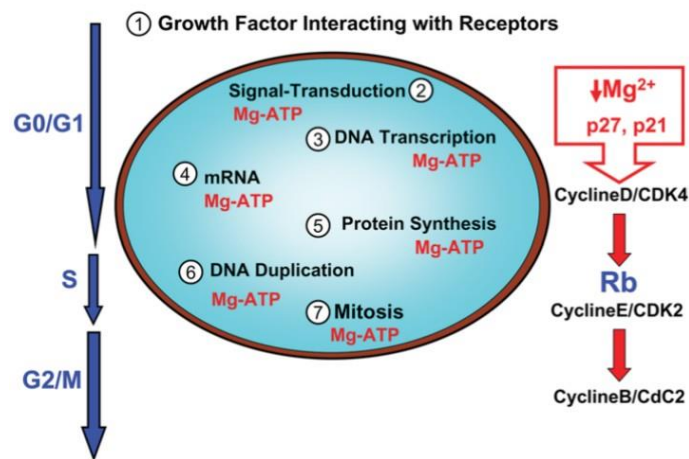 ① Growth Factor Interacting with Receptors
G0/G1
S
G2/M
Signal-Transduction ②
Mg-ATP
③ DNA Transcription
Mg-ATP
④ mRNA
Mg-ATP
⑤ Protein Synthesis
Mg-ATP
⑥ DNA Duplication
Mg-ATP
⑦ Mitosis
Mg-ATP
↓Mg²⁺
p27, p21
CyclineD/CDK4
Rb
CyclineE/CDK2
CyclineB/CdC2